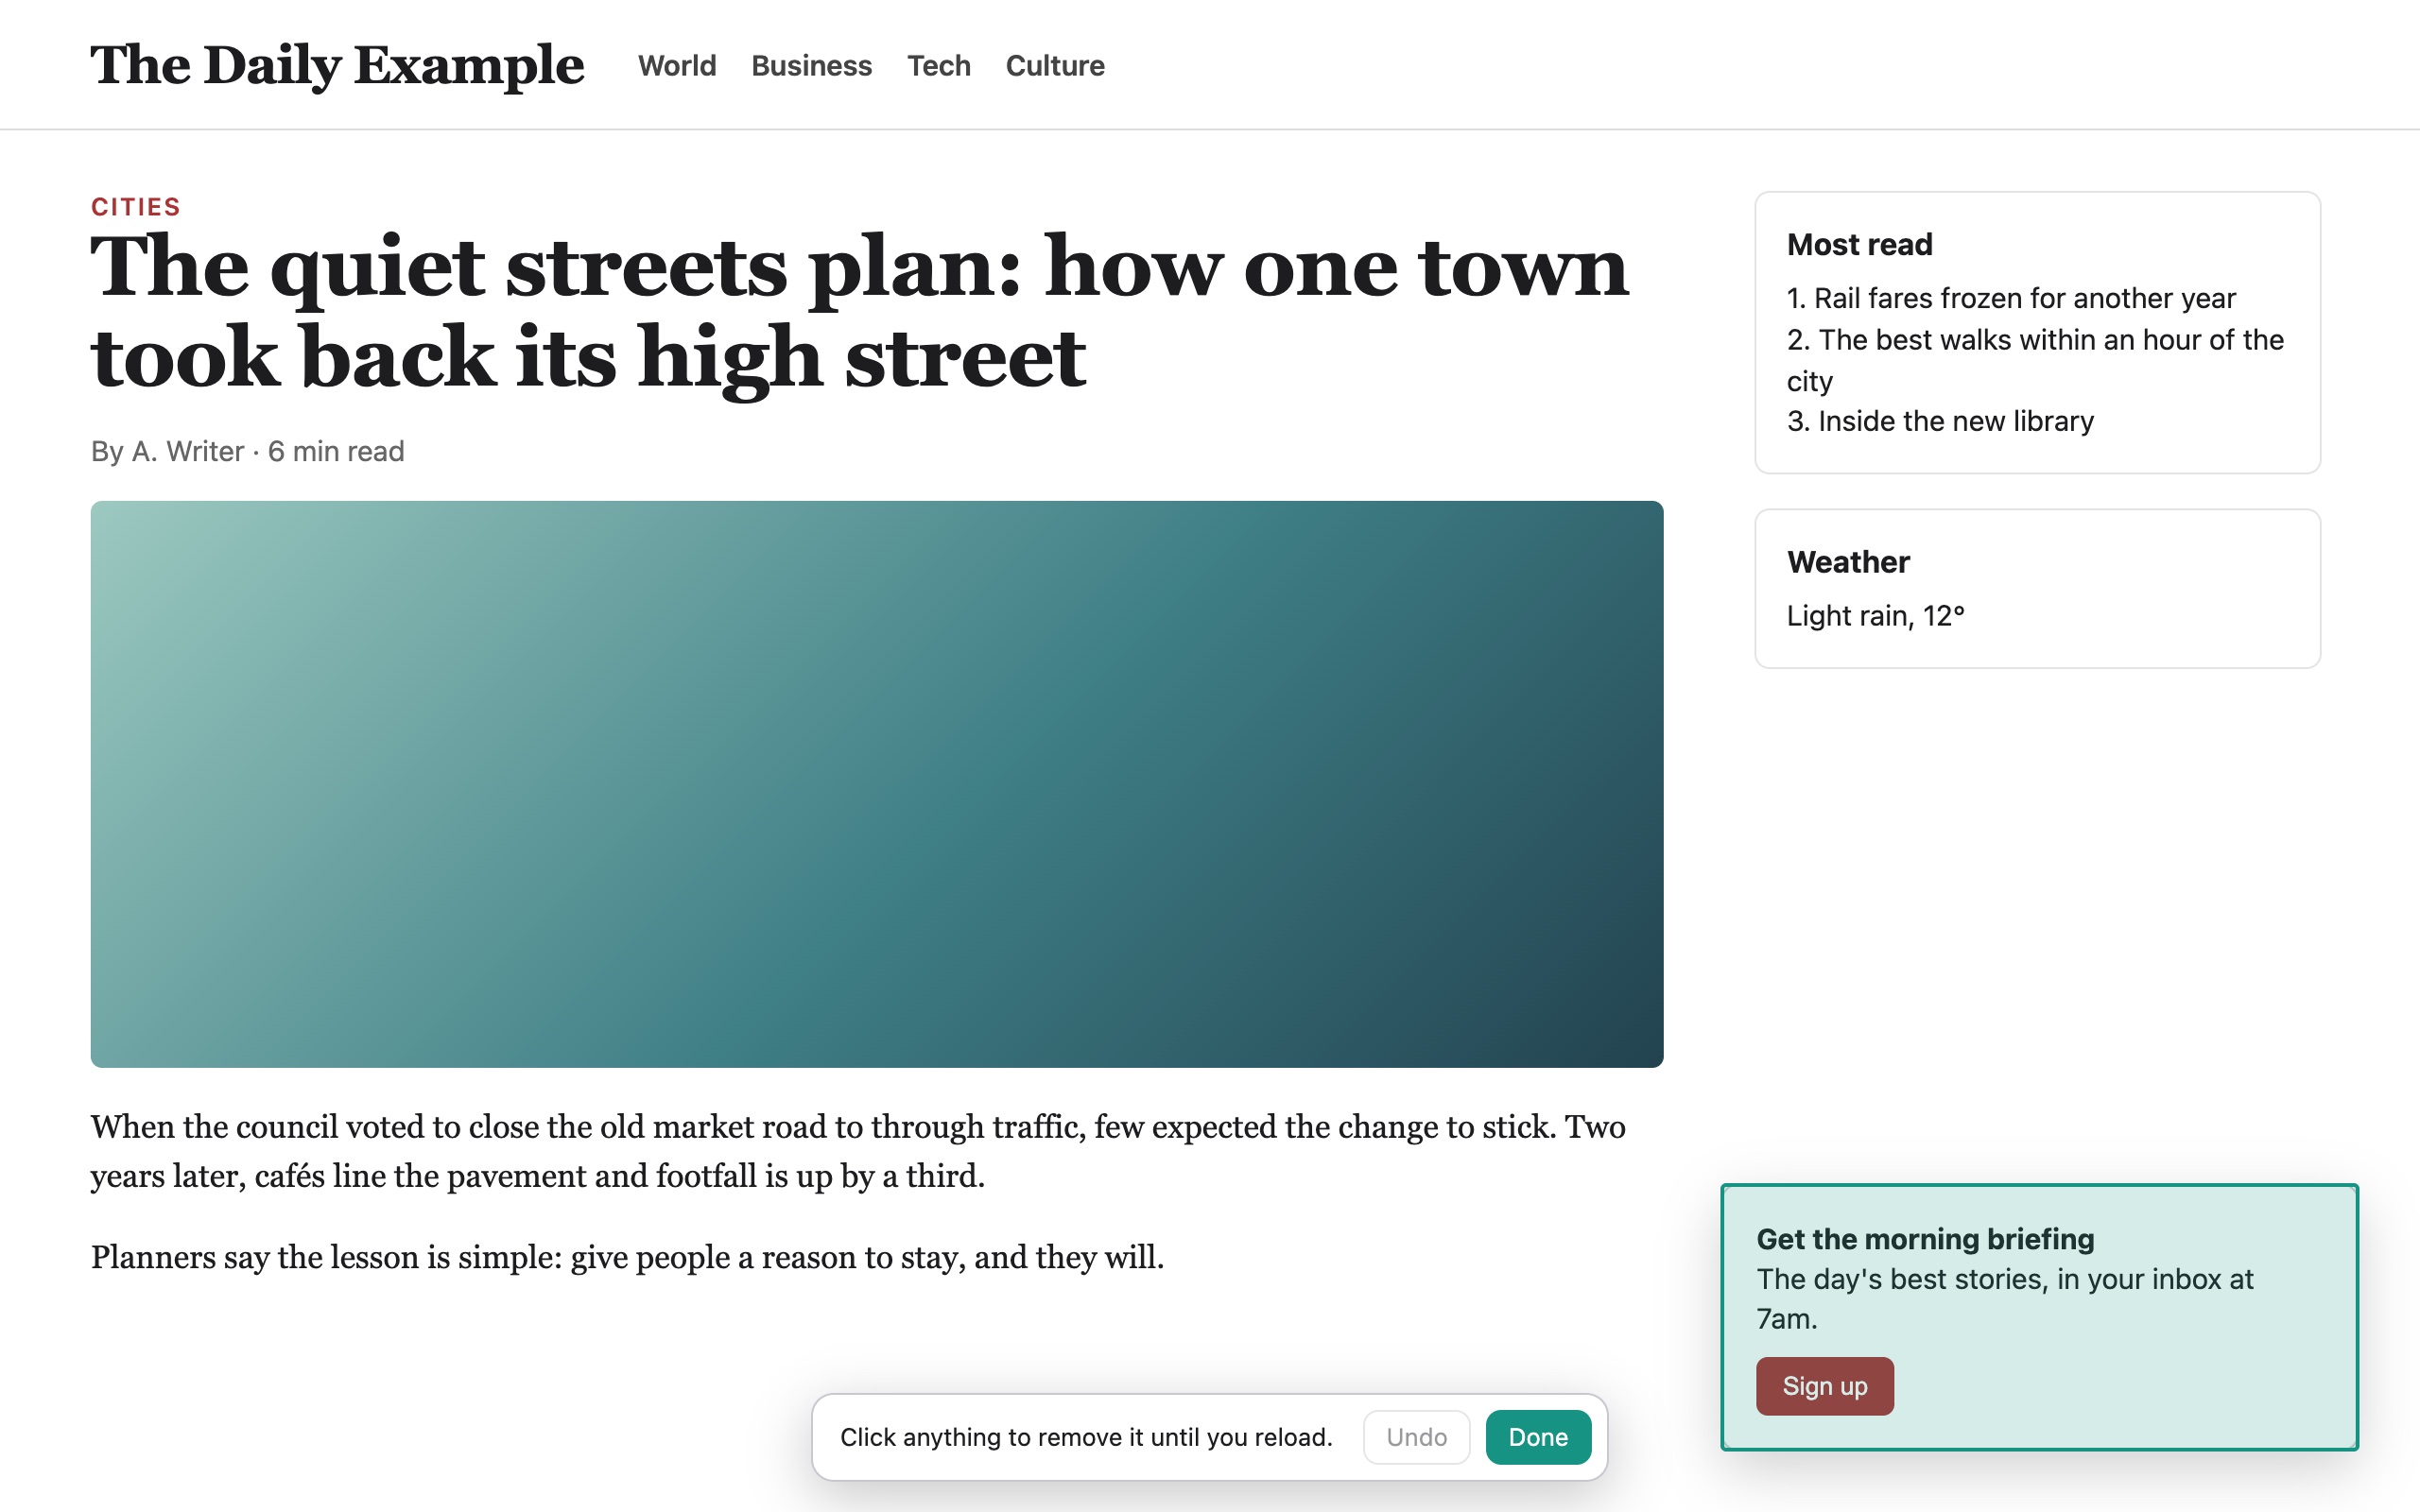 The Daily Example
World Business Tech Culture
CITIES
The quiet streets plan: how one town
took back its high street
By A. Writer · 6 min read
When the council voted to close the old market road to through traffic, few expected the change to stick. Two
years later, cafés line the pavement and footfall is up by a third.
Planners say the lesson is simple: give people a reason to stay, and they will.
Most read
1. Rail fares frozen for another year
2. The best walks within an hour of the
city
3. Inside the new library
Weather
Light rain, 12°
Get the morning briefing
The day's best stories, in your inbox at
7am.
Sign up
Click anything to remove it until you reload.
Undo
Done